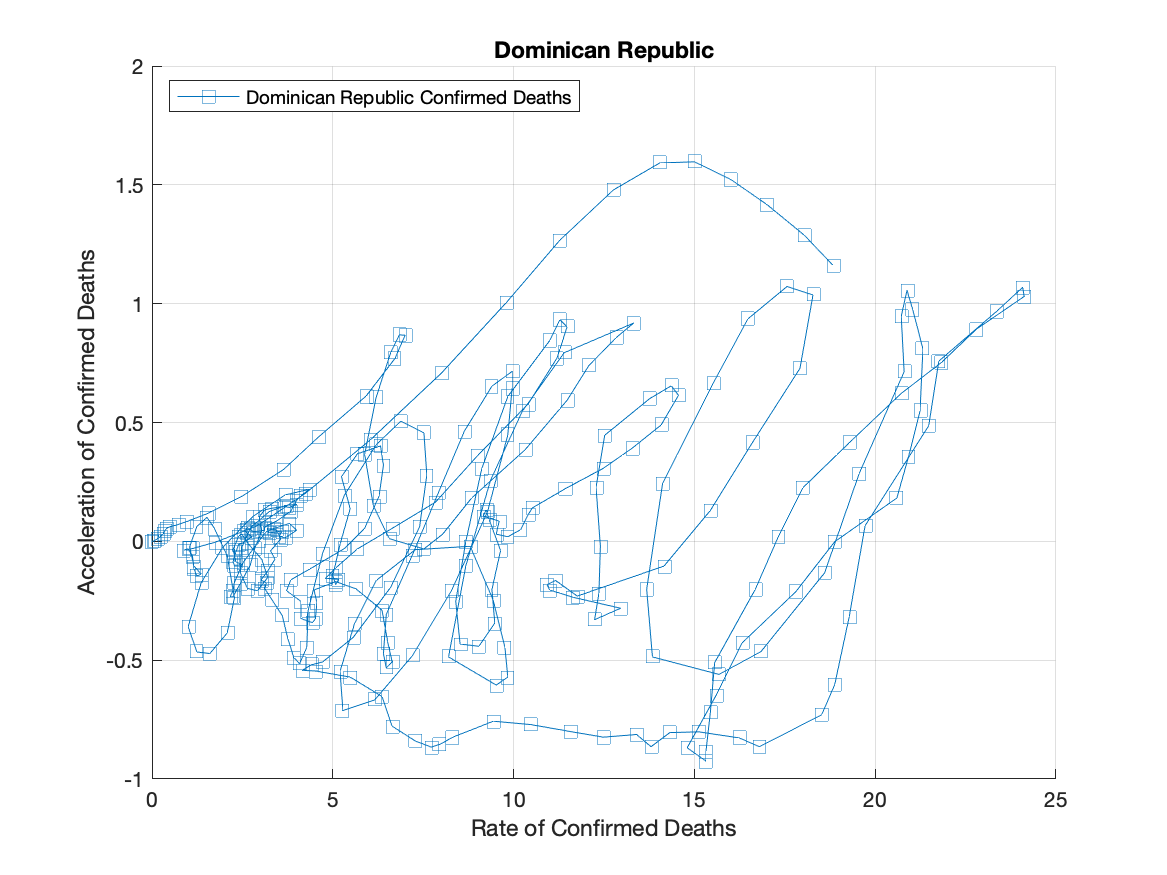 Dominican Republic
2
Dominican Republic Confirmed Deaths
1.5
1
0.5
0
-0.5
-1
Acceleration of Confirmed Deaths
0 5 10 15 20 25
Rate of Confirmed Deaths